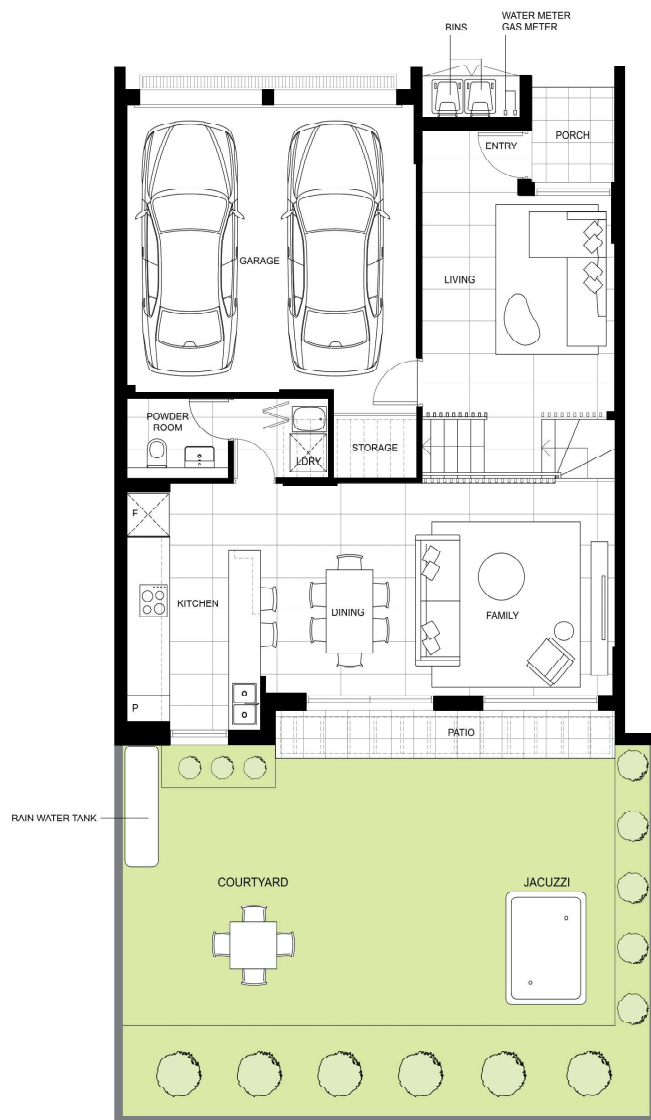 WATER METER
GAS METER
BINS
ENTRY
PORCH
GARAGE
LIVING
POWDER
ROOM
LDRY
STORAGE
F
KITCHEN
DINING
FAMILY
P
PATIO
RAIN WATER TANK
COURTYARD
JACUZZI